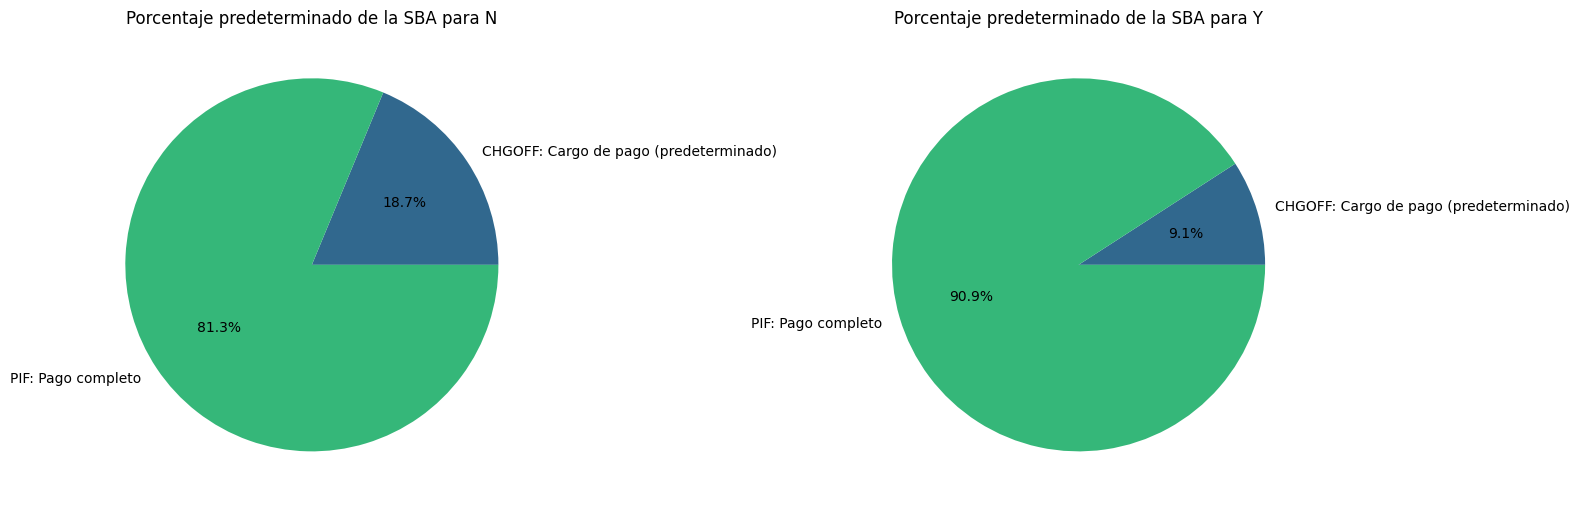 Porcentaje predeterminado de la SBA para N
CHGOFF: Cargo de pago (predeterminado)
18.7%
81.3%
PIF: Pago completo
Porcentaje predeterminado de la SBA para Y
CHGOFF: Cargo de pago (predeterminado)
9.1%
90.9%
PIF: Pago completo